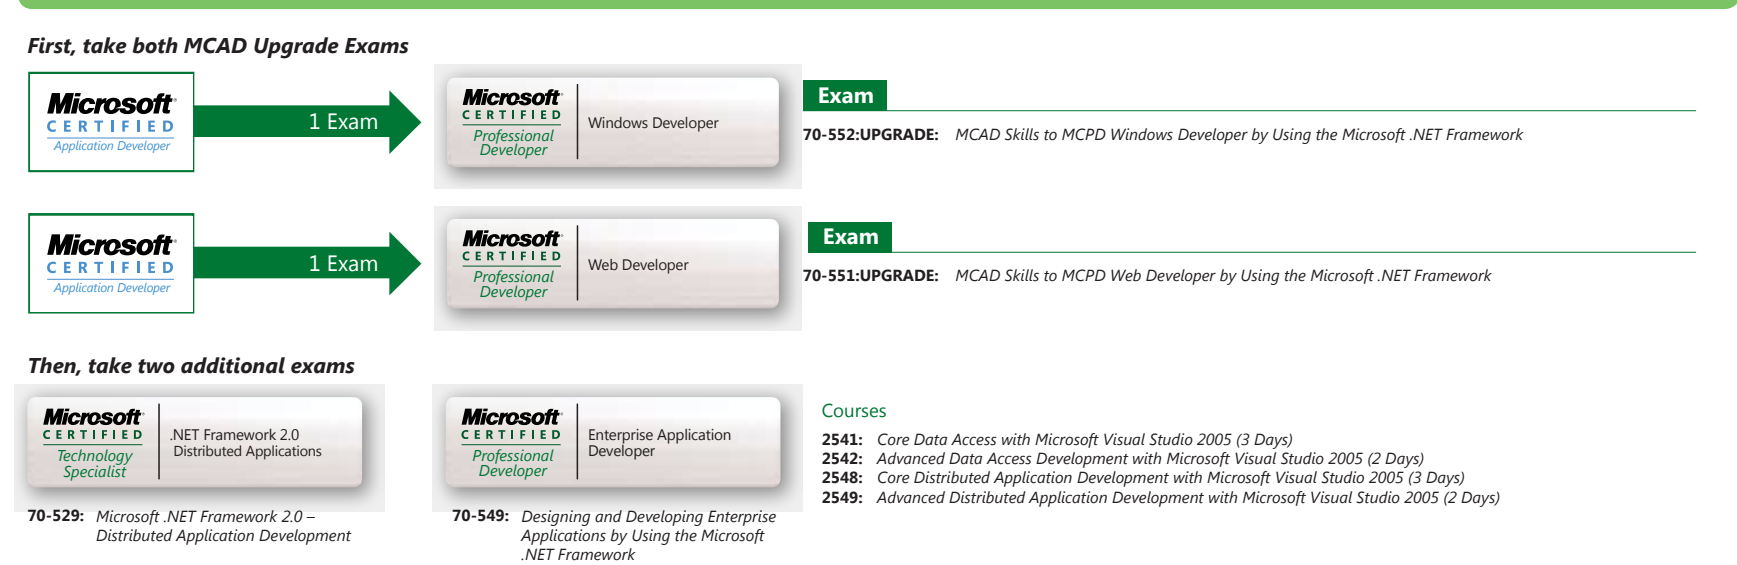 First, take both MCAD Upgrade Exams
Microsoft
CERTIFIED
Application Developer
1 Exam
Microsoft
CERTIFIED
Professional
Developer
Windows Developer
Exam
70-552:UPGRADE: MCAD Skills to MCPD Windows Developer by Using the Microsoft .NET Framework
Microsoft
CERTIFIED
Application Developer
1 Exam
Microsoft
CERTIFIED
Professional
Developer
Web Developer
Exam
70-551:UPGRADE: MCAD Skills to MCPD Web Developer by Using the Microsoft .NET Framework
Then, take two additional exams
Microsoft
CERTIFIED
Technology
Specialist
.NET Framework 2.0
Distributed Applications
70-529: Microsoft .NET Framework 2.0 –
Distributed Application Development
Microsoft
CERTIFIED
Professional
Developer
Enterprise Application
Developer
70-549: Designing and Developing Enterprise
Applications by Using the Microsoft
.NET Framework
Courses
2541: Core Data Access with Microsoft Visual Studio 2005 (3 Days)
2542: Advanced Data Access Development with Microsoft Visual Studio 2005 (2 Days)
2548: Core Distributed Application Development with Microsoft Visual Studio 2005 (3 Days)
2549: Advanced Distributed Application Development with Microsoft Visual Studio 2005 (2 Days)